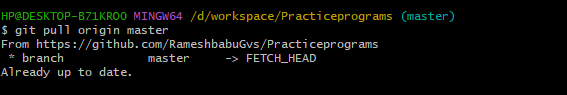 HP@DESKTOP-B71KROO MINGW64 /d/workspace/Practiceprograms (master)
$ git pull origin master
From https://github.com/RameshbabuGvs/Practiceprograms
 * branch            master     -> FETCH_HEAD
Already up to date.